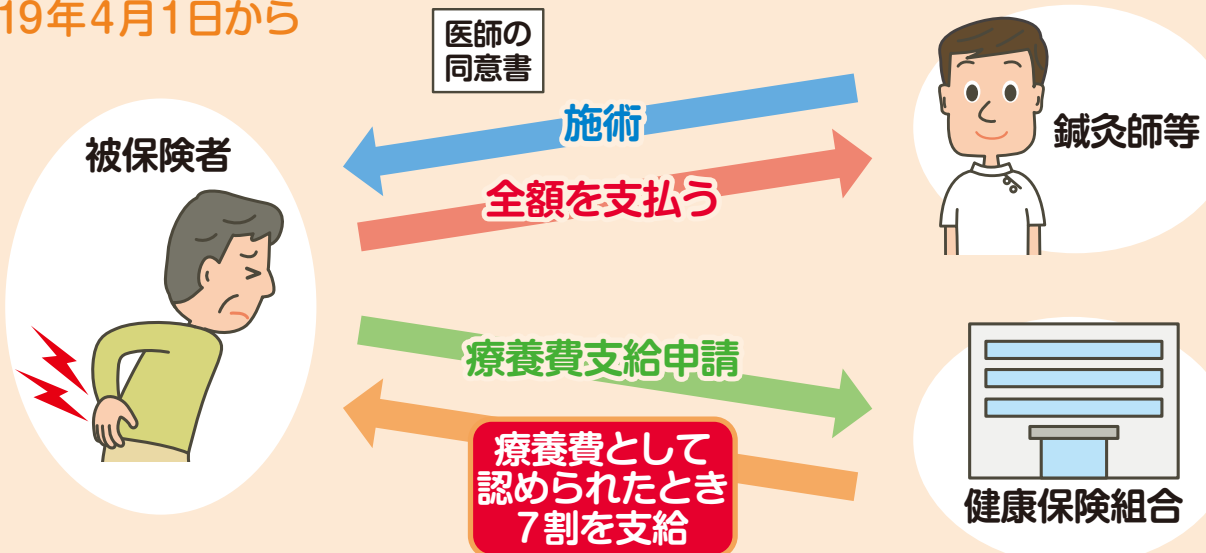 19年4月1日から
医師の
同意書
施術
鍼灸師等
被保険者
全額を支払う
療養費支給申請
療養費として
認められたとき
7割を支給
健康保険組合